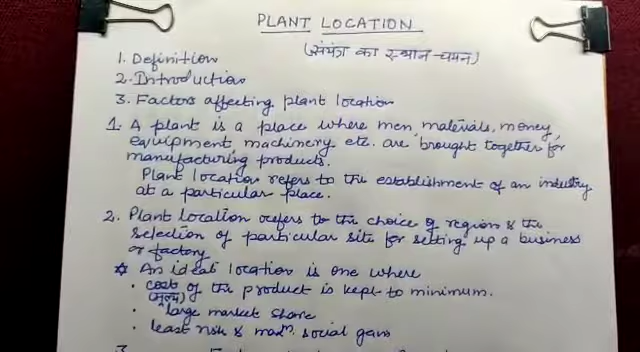 PLANT LOCATION
(संयंत्र का स्थान-चयन)
1. Definition
2. Introduction
3. Factors affecting plant location
1. A plant is a place where men, materials, money,
equipment, machinery etc. are brought together for
manufacturing products.
Plant location refers to the establishment of an industry
at a particular place.
2. Plant location refers to the choice of region & the
selection of particular site for setting up a business
or factory
☆ An ideal location is one where
• cost of the product is kept to minimum.
(मूल्य)
• large market share
• least risk & maxm. social gain
3.